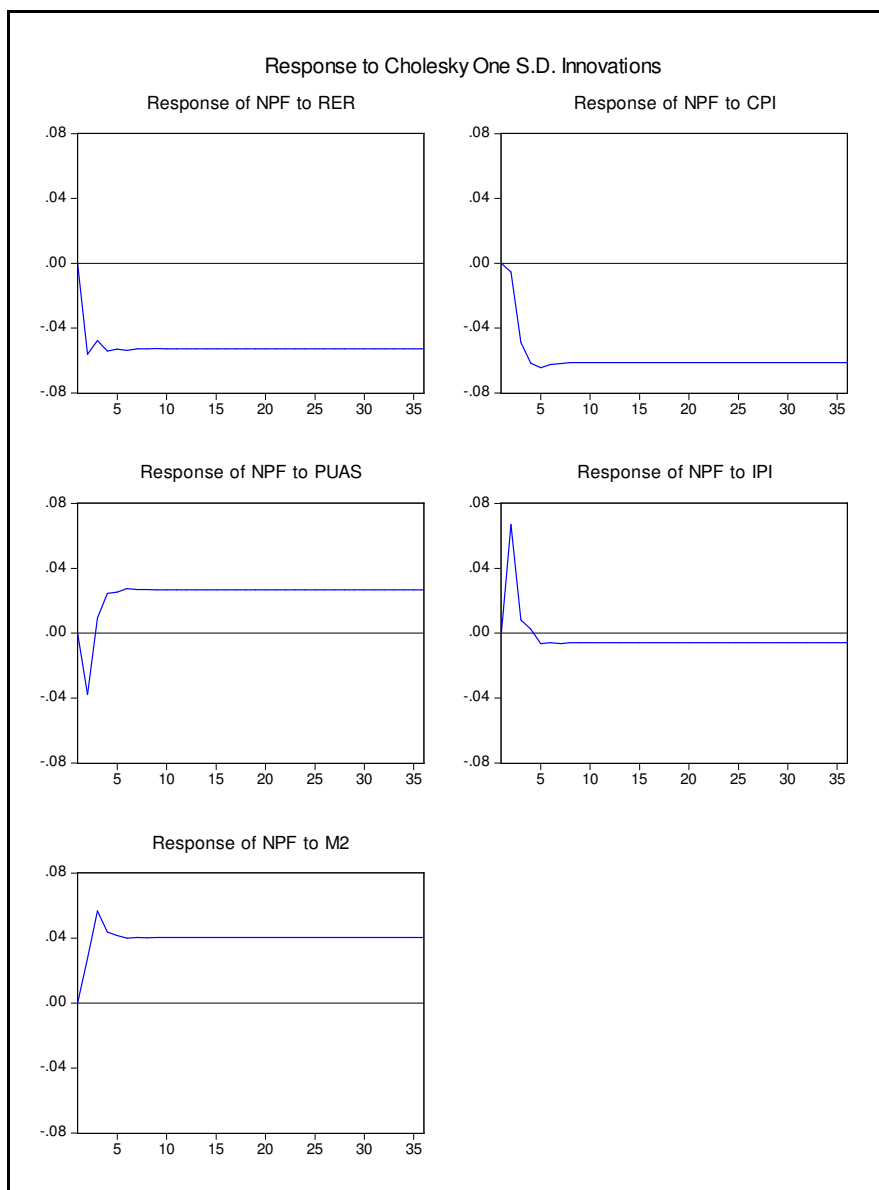 Response to Cholesky One S.D. Innovations
Response of NPF to RER
.08
.04
.00
-.04
-.08
5 10 15 20 25 30 35
Response of NPF to CPI
.08
.04
.00
-.04
-.08
5 10 15 20 25 30 35
Response of NPF to PUAS
.08
.04
.00
-.04
-.08
5 10 15 20 25 30 35
Response of NPF to IPI
.08
.04
.00
-.04
-.08
5 10 15 20 25 30 35
Response of NPF to M2
.08
.04
.00
-.04
-.08
5 10 15 20 25 30 35